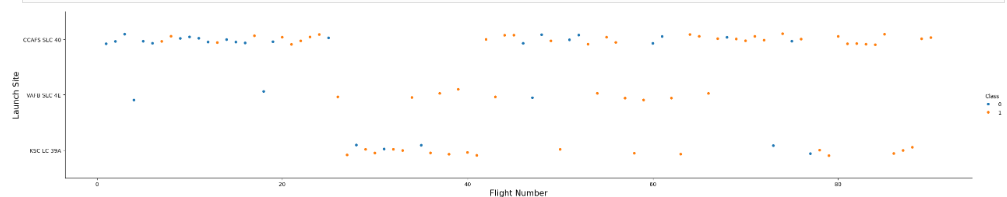 CCAFS SLC 40
VAFB SLC 4E
KSC LC 39A
Launch Site
0
20
40
60
80
Flight Number
Class
0
1